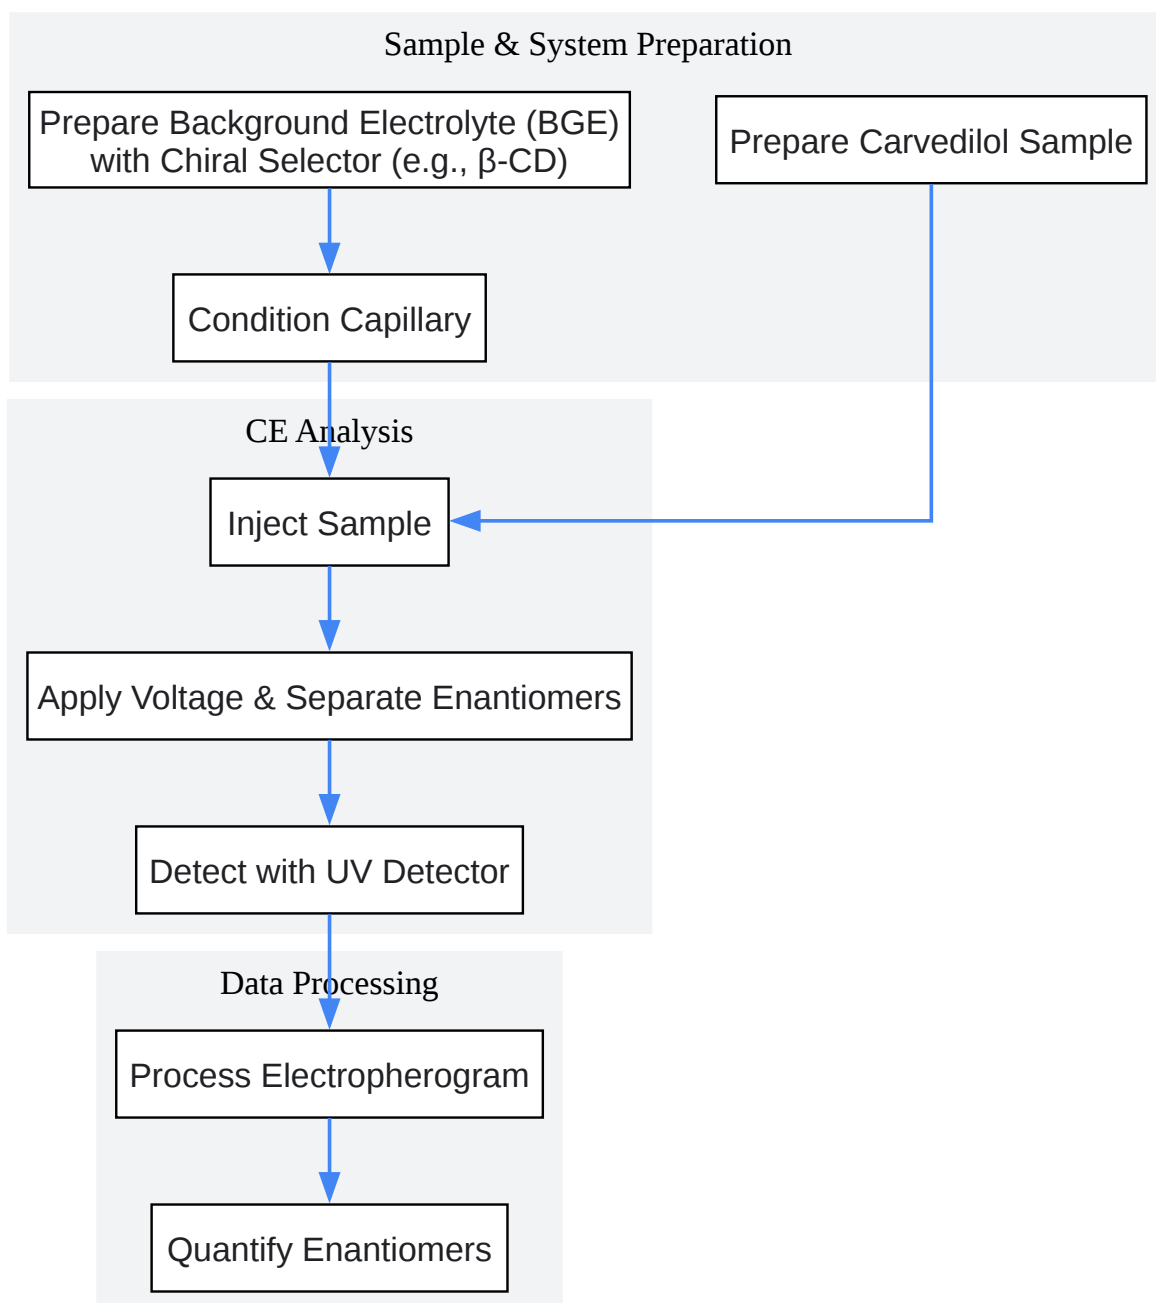 Sample & System Preparation
Prepare Background Electrolyte (BGE)
with Chiral Selector (e.g., β-CD)
Prepare Carvedilol Sample
Condition Capillary
CE Analysis
Inject Sample
Apply Voltage & Separate Enantiomers
Detect with UV Detector
Data Processing
Process Electropherogram
Quantify Enantiomers